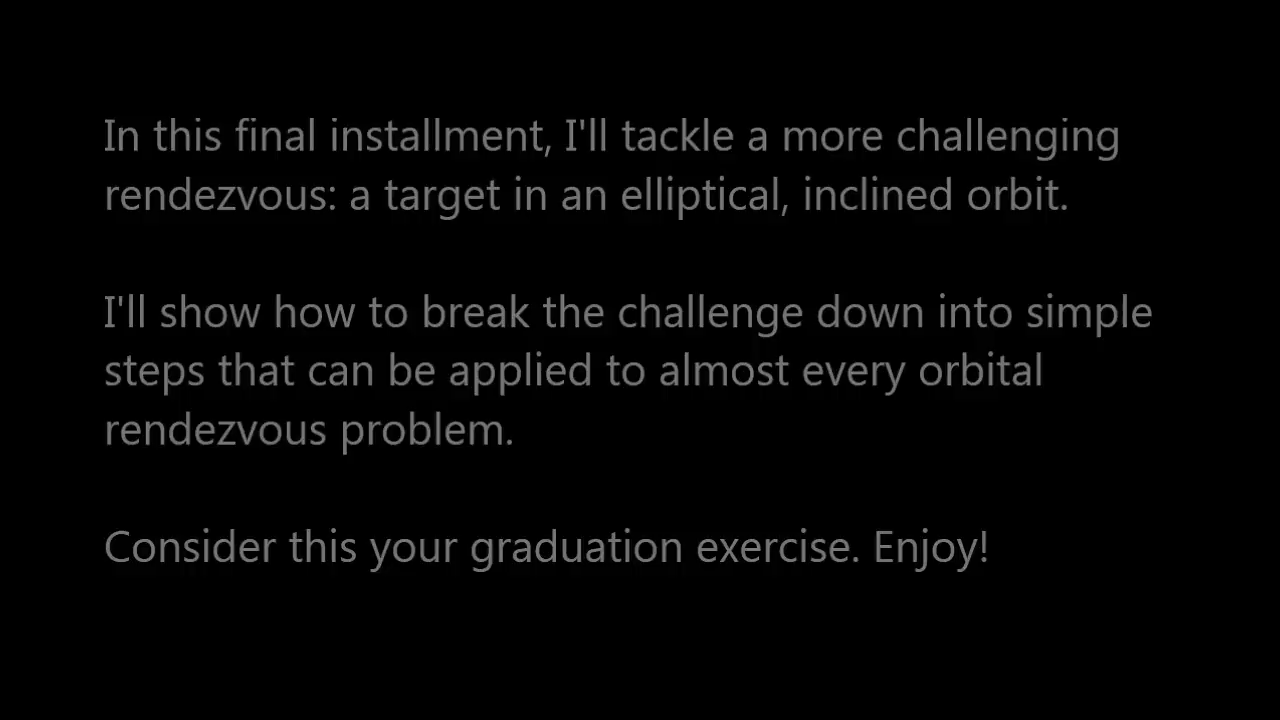 In this final installment, I'll tackle a more challenging
rendezvous: a target in an elliptical, inclined orbit.
I'll show how to break the challenge down into simple
steps that can be applied to almost every orbital
rendezvous problem.
Consider this your graduation exercise. Enjoy!